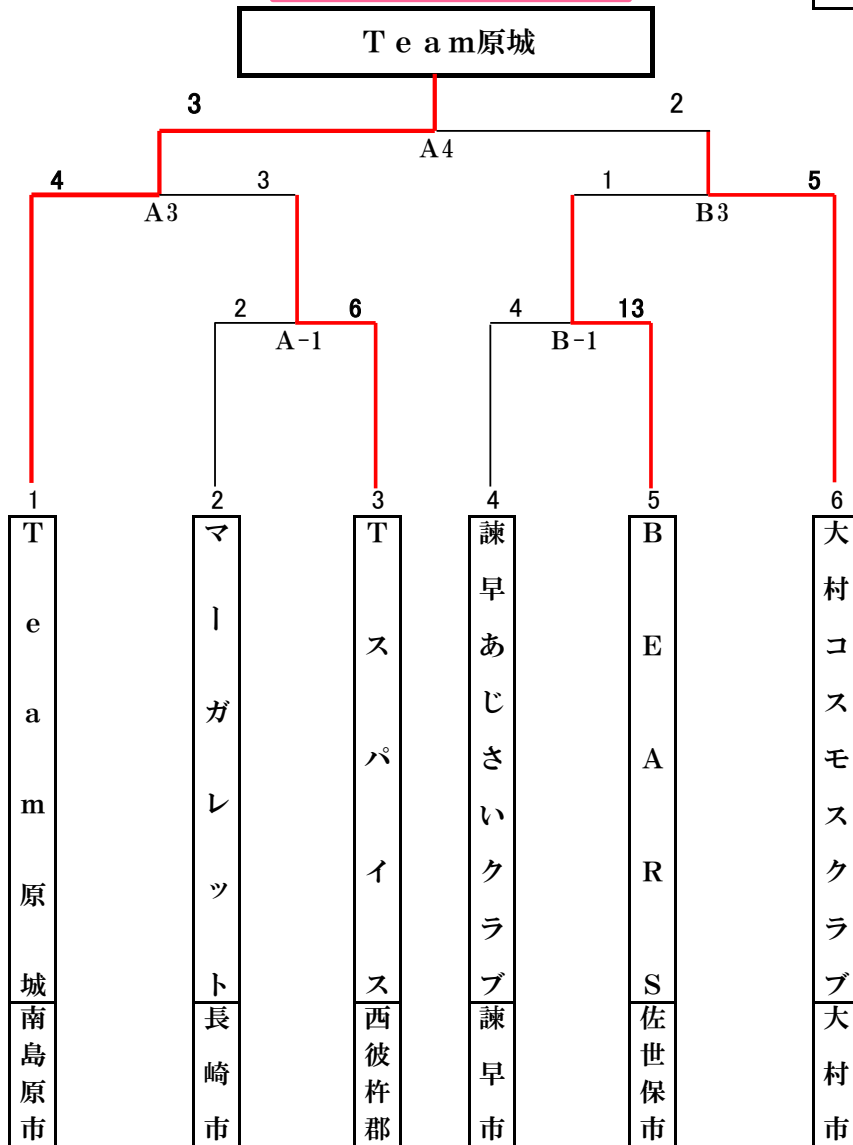 Team原城
3
2
A4
4
3
1
5
A3
B3
2
6
4
13
A-1
B-1
1
2
3
4
5
6
Team原城
マーガレット
Tスパイス
諫早あじさいクラブ
BEARS
大村コスモスクラブ
南島原市
長崎市
西彼杵郡
諫早市
佐世保市
大村市